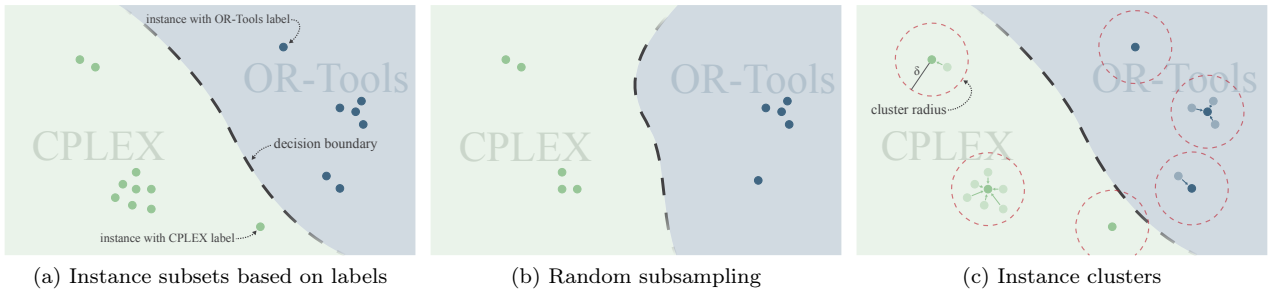 instance with OR-Tools label
OR-Tools
CPLEX
decision boundary
instance with CPLEX label
(a) Instance subsets based on labels
OR-Tools
CPLEX
(b) Random subsampling
δ
OR-Tools
cluster radius
CPLEX
(c) Instance clusters